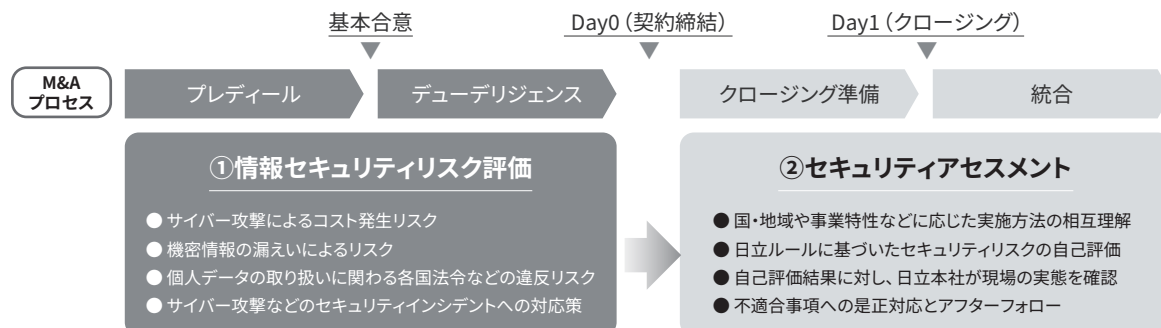 基本合意
Day0（契約締結）
Day1（クロージング）
M&A
プロセス
プレディール
デューデリジェンス
クロージング準備
統合
①情報セキュリティリスク評価
● サイバー攻撃によるコスト発生リスク
● 機密情報の漏えいによるリスク
● 個人データの取り扱いに関わる各国法令などの違反リスク
● サイバー攻撃などのセキュリティインシデントへの対応策
②セキュリティアセスメント
● 国・地域や事業特性などに応じた実施方法の相互理解
● 日立ルールに基づいたセキュリティリスクの自己評価
● 自己評価結果に対し、日立本社が現場の実態を確認
● 不適合事項への是正対応とアフターフォロー